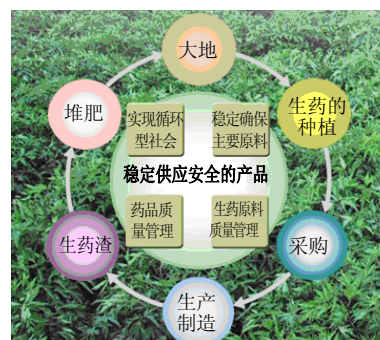 大地
生药的
种植
采购
生产
制造
生药渣
堆肥
实现循环
型社会
稳定确保
主要原料
稳定供应安全的产品
药品质
量管理
生药原料
质量管理